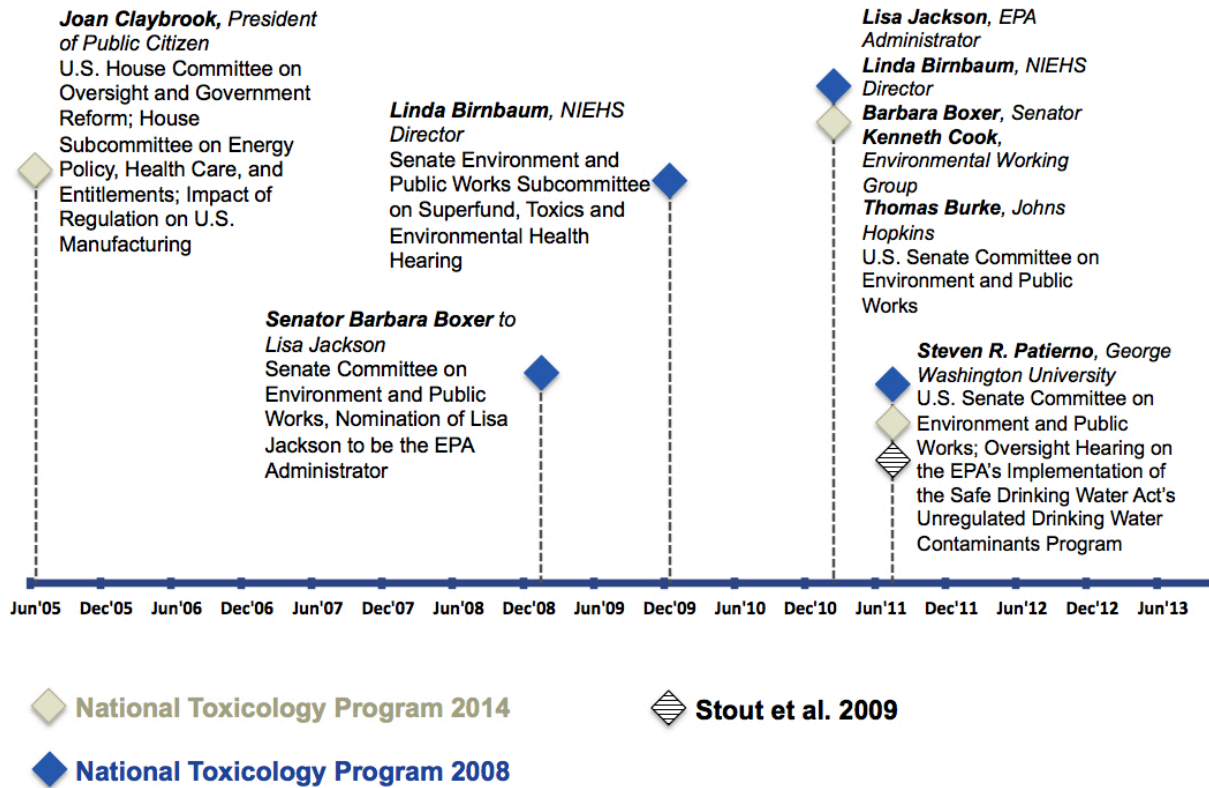 Joan Claybrook, President
of Public Citizen
U.S. House Committee on
Oversight and Government
Reform; House
Subcommittee on Energy
Policy, Health Care, and
Entitlements; Impact of
Regulation on U.S.
Manufacturing
Linda Birnbaum, NIEHS
Director
Senate Environment and
Public Works Subcommittee
on Superfund, Toxics and
Environmental Health
Hearing
Senator Barbara Boxer to
Lisa Jackson
Senate Committee on
Environment and Public
Works, Nomination of Lisa
Jackson to be the EPA
Administrator
Lisa Jackson, EPA
Administrator
Linda Birnbaum, NIEHS
Director
Barbara Boxer, Senator
Kenneth Cook,
Environmental Working
Group
Thomas Burke, Johns
Hopkins
U.S. Senate Committee on
Environment and Public
Works
Steven R. Patierno, George
Washington University
U.S. Senate Committee on
Environment and Public
Works; Oversight Hearing on
the EPA's Implementation of
the Safe Drinking Water Act's
Unregulated Drinking Water
Contaminants Program
Jun'05 Dec'05 Jun'06 Dec'06 Jun'07 Dec'07 Jun'08 Dec'08 Jun'09 Dec'09 Jun'10 Dec'10 Jun'11 Dec'11 Jun'12 Dec'12 Jun'13
National Toxicology Program 2014
Stout et al. 2009
National Toxicology Program 2008